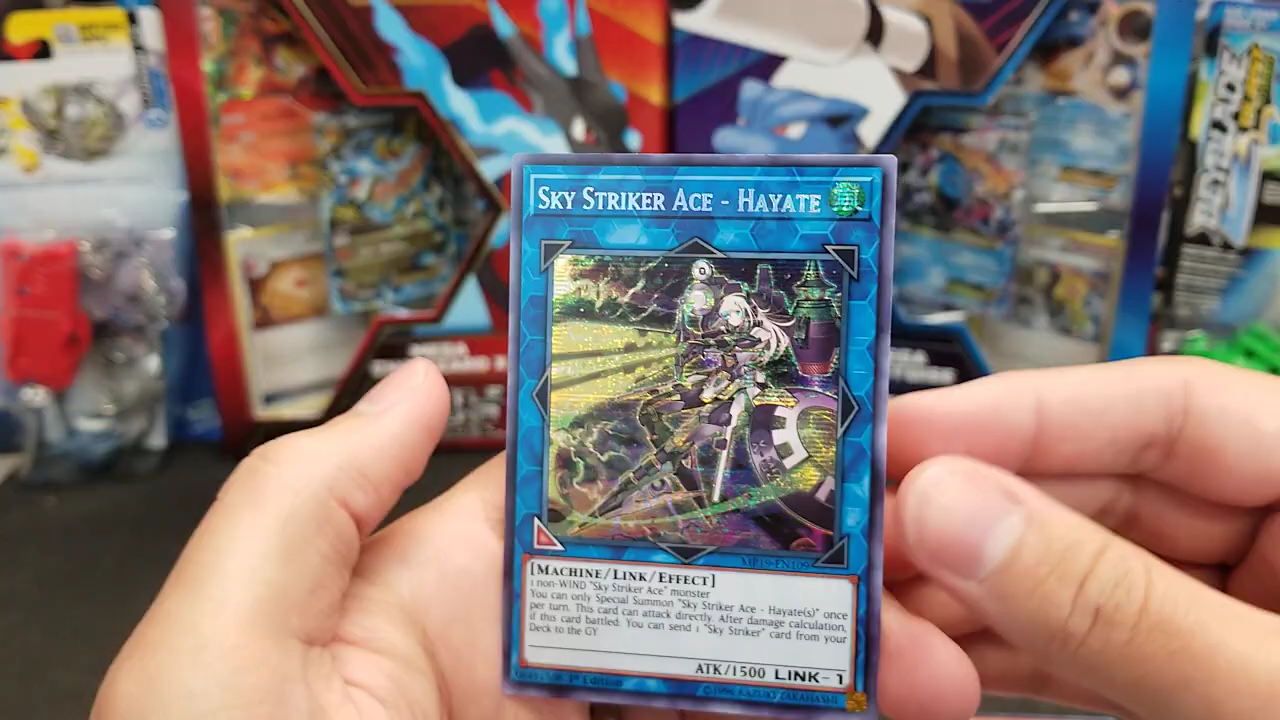 SKY STRIKER ACE - HAYATE
MP19-EN109
[MACHINE/LINK/EFFECT]
1 non-WIND "Sky Striker Ace" monster
You can only Special Summon "Sky Striker Ace - Hayate(s)" once
per turn. This card can attack directly. After damage calculation,
if this card battled: You can send 1 "Sky Striker" card from your
Deck to the GY.
ATK/1500 LINK-1
1st Edition
©1996 KAZUKI TAKAHASHI